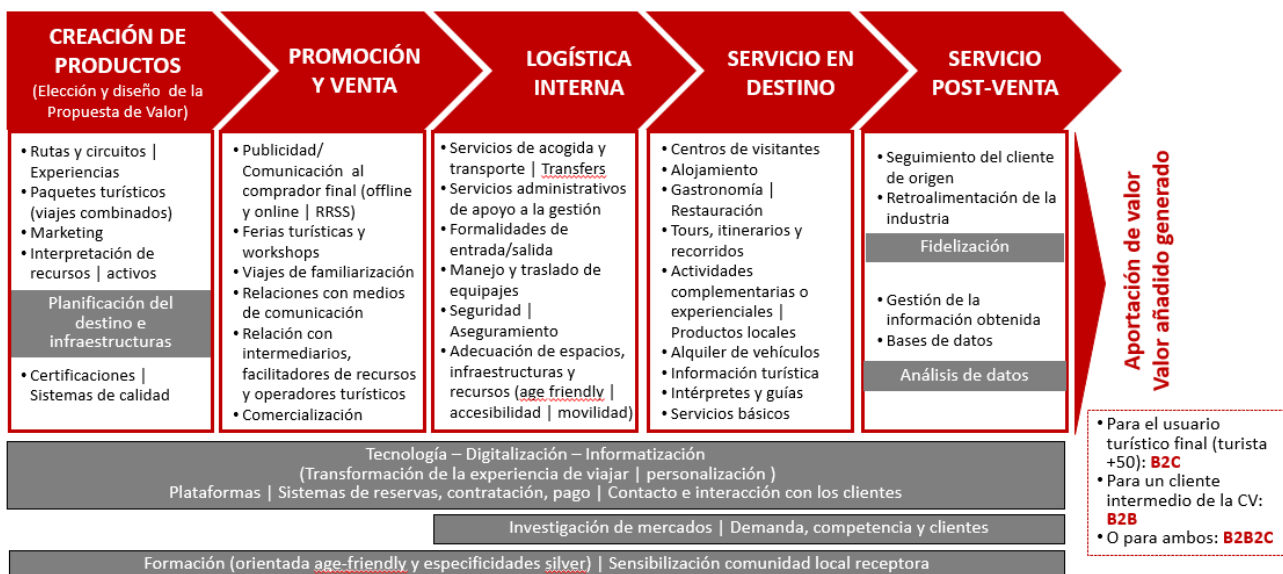 CREACIÓN DE
PRODUCTOS
(Elección y diseño de la
Propuesta de Valor)
PROMOCIÓN
Y VENTA
LOGÍSTICA
INTERNA
SERVICIO EN
DESTINO
SERVICIO
POST-VENTA
• Rutas y circuitos |
Experiencias
• Paquetes turísticos
(viajes combinados)
• Marketing
• Interpretación de
recursos | activos
Planificación del
destino e
infraestructuras
• Certificaciones |
Sistemas de calidad
• Publicidad/
Comunicación al
comprador final (offline
y online | RRSS)
• Ferias turísticas y
workshops
• Viajes de familiarización
• Relaciones con medios
de comunicación
• Relación con
intermediarios,
facilitadores de recursos
y operadores turísticos
• Comercialización
• Servicios de acogida y
transporte | Transfers
• Servicios administrativos
de apoyo a la gestión
• Formalidades de
entrada/salida
• Manejo y traslado de
equipajes
• Seguridad |
Aseguramiento
• Adecuación de espacios,
infraestructuras y
recursos (age friendly |
accesibilidad | movilidad)
• Centros de visitantes
• Alojamiento
• Gastronomía |
Restauración
• Tours, itinerarios y
recorridos
• Actividades
complementarias o
experienciales |
Productos locales
• Alquiler de vehículos
• Información turística
• Intérpretes y guías
• Servicios básicos
• Seguimiento del cliente
de origen
• Retroalimentación de la
industria
Fidelización
• Gestión de la
información obtenida
• Bases de datos
Análisis de datos
Aportación de valor
Valor añadido generado
• Para el usuario
turístico final (turista
+50): B2C
• Para un cliente
intermedio de la CV:
B2B
• O para ambos: B2B2C
Tecnología – Digitalización – Informatización
(Transformación de la experiencia de viajar | personalización )
Plataformas | Sistemas de reservas, contratación, pago | Contacto e interacción con los clientes
Investigación de mercados | Demanda, competencia y clientes
Formación (orientada age-friendly y especificidades silver) | Sensibilización comunidad local receptora